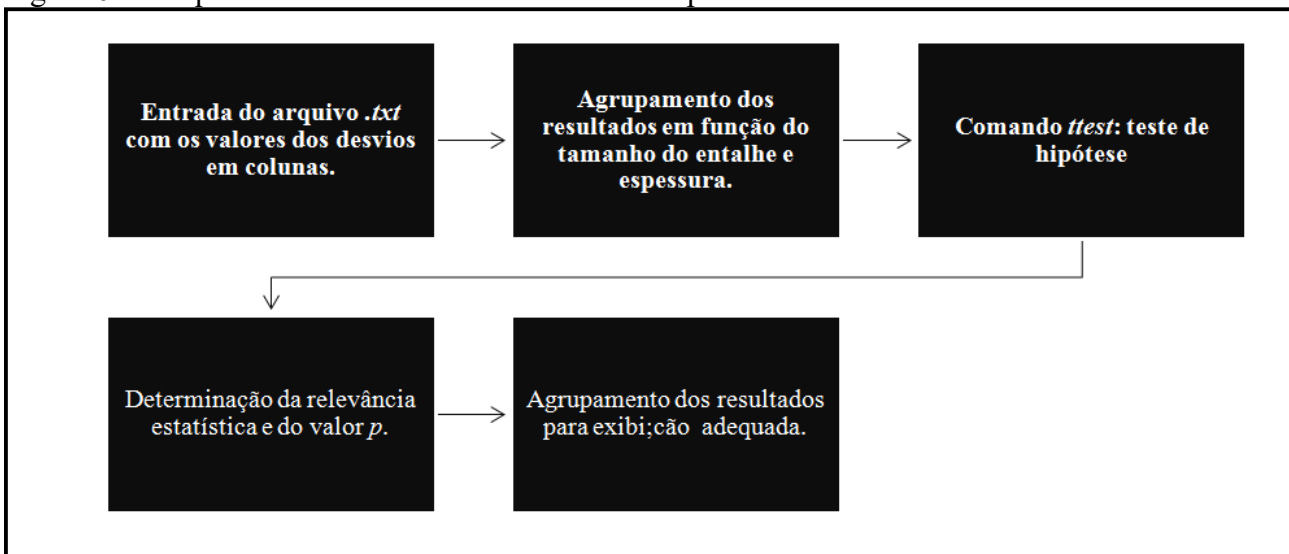 Entrada do arquivo .txt
com os valores dos desvios
em colunas.
Agrupamento dos
resultados em função do
tamanho do entalhe e
espessura.
Comando ttest: teste de
hipótese
Determinação da relevância
estatística e do valor p.
Agrupamento dos resultados
para exibi;cão adequada.